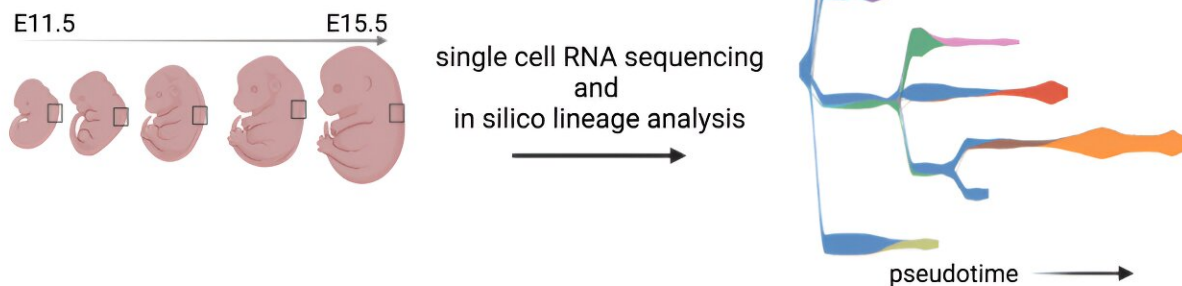 E11.5
E15.5
single cell RNA sequencing
and
in silico lineage analysis
pseudotime